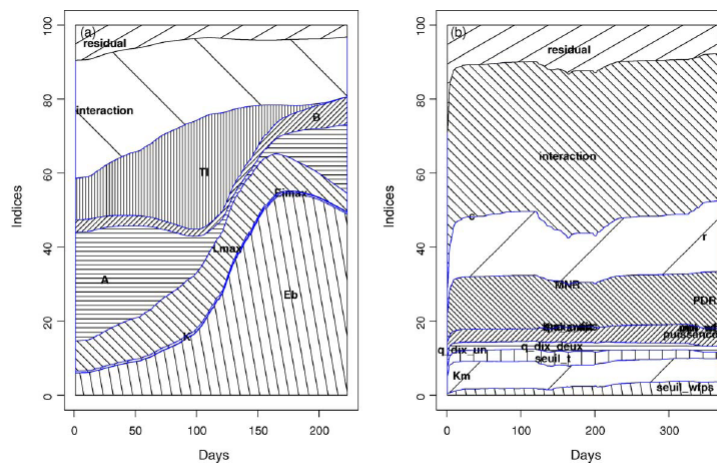 (a)
residual
interaction
TI
B
A
Lmax
Eimax
K
Eb
Indices
0
20
40
60
80
100
0
50
100
150
200
Days
(b)
residual
interaction
c
r
MNR
PDR
q_dix_deux
q_dix_un
seuil_t
Km
seuil_wfps
Indices
0
20
40
60
80
100
0
100
200
300
Days